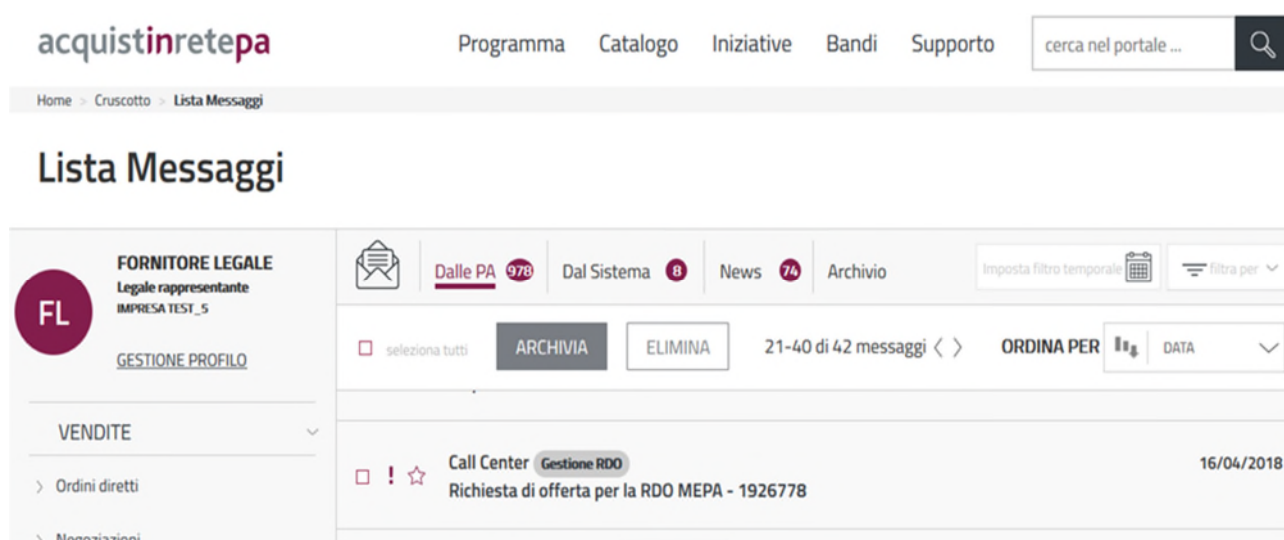 acquistinretepa
Programma Catalogo Iniziative Bandi Supporto cerca nel portale ...
Home > Cruscotto > Lista Messaggi
Lista Messaggi
FL
FORNITORE LEGALE
Legale rappresentante
IMPRESA TEST_5
GESTIONE PROFILO
VENDITE
> Ordini diretti
> Negoziazioni
Dalle PA 978 Dal Sistema 8 News 74 Archivio Imposta filtro temporale filtra per
seleziona tutti ARCHIVIA ELIMINA 21-40 di 42 messaggi < > ORDINA PER DATA
! Call Center Gestione RDO 16/04/2018
Richiesta di offerta per la RDO MEPA - 1926778